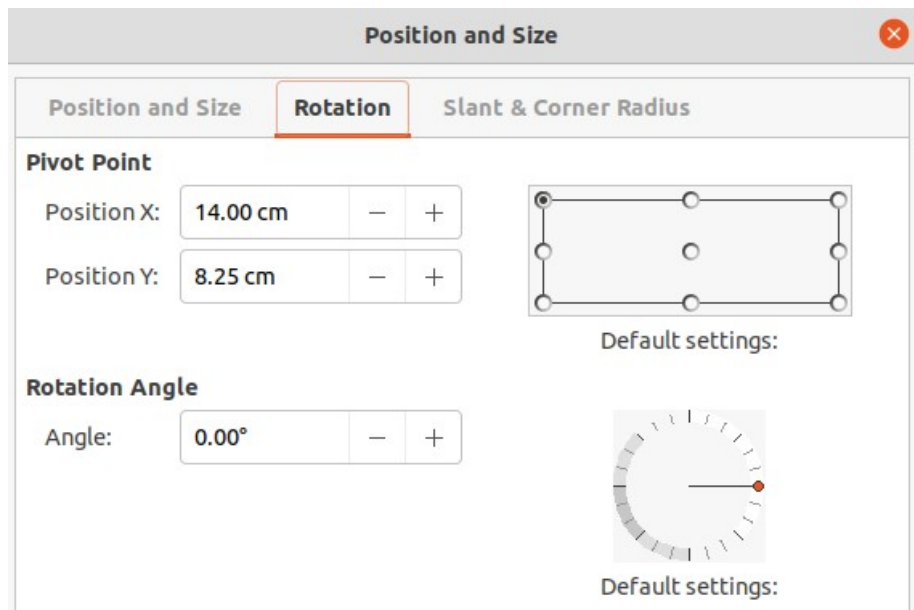 Position and Size
Position and Size Rotation Slant & Corner Radius
Pivot Point
Position X: 14.00 cm − +
Position Y: 8.25 cm − +
Default settings:
Rotation Angle
Angle: 0.00° − +
Default settings: